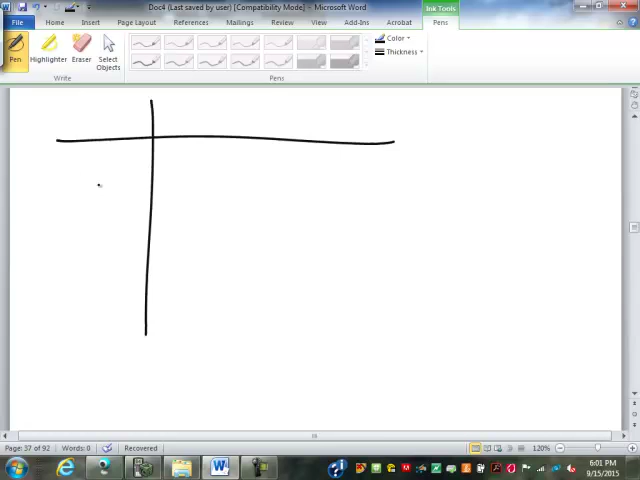 Doc4 (Last saved by user) [Compatibility Mode] - Microsoft Word
Ink Tools
File Home Insert Page Layout References Mailings Review View Add-Ins Acrobat Pens
Pen Highlighter Eraser Select Objects
Color
Thickness
Write Pens
Page: 37 of 92 Words: 0 Recovered 120%
6:01 PM
9/15/2015